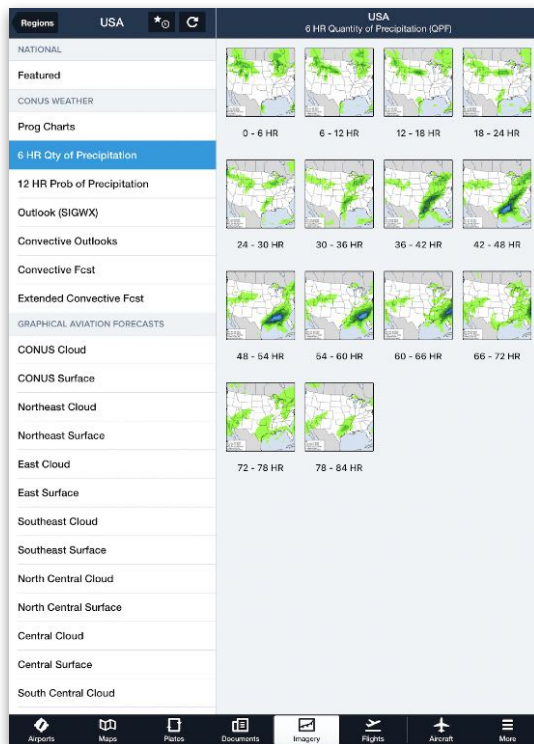 Regions
USA
USA
6 HR Quantity of Precipitation (QPF)
NATIONAL
Featured
CONUS WEATHER
Prog Charts
6 HR Qty of Precipitation
12 HR Prob of Precipitation
Outlook (SIGWX)
Convective Outlooks
Convective Fcst
Extended Convective Fcst
GRAPHICAL AVIATION FORECASTS
CONUS Cloud
CONUS Surface
Northeast Cloud
Northeast Surface
East Cloud
East Surface
Southeast Cloud
Southeast Surface
North Central Cloud
North Central Surface
Central Cloud
Central Surface
South Central Cloud
0 - 6 HR 6 - 12 HR 12 - 18 HR 18 - 24 HR
24 - 30 HR 30 - 36 HR 36 - 42 HR 42 - 48 HR
48 - 54 HR 54 - 60 HR 60 - 66 HR 66 - 72 HR
72 - 78 HR 78 - 84 HR
Airports Maps Plates Documents Imagery Flights Aircraft More